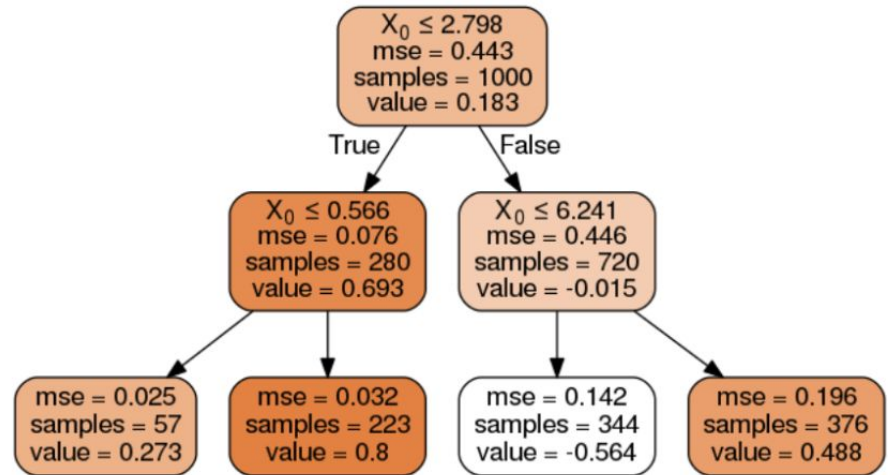 X₀ ≤ 2.798
mse = 0.443
samples = 1000
value = 0.183
True
False
X₀ ≤ 0.566
mse = 0.076
samples = 280
value = 0.693
X₀ ≤ 6.241
mse = 0.446
samples = 720
value = -0.015
mse = 0.025
samples = 57
value = 0.273
mse = 0.032
samples = 223
value = 0.8
mse = 0.142
samples = 344
value = -0.564
mse = 0.196
samples = 376
value = 0.488